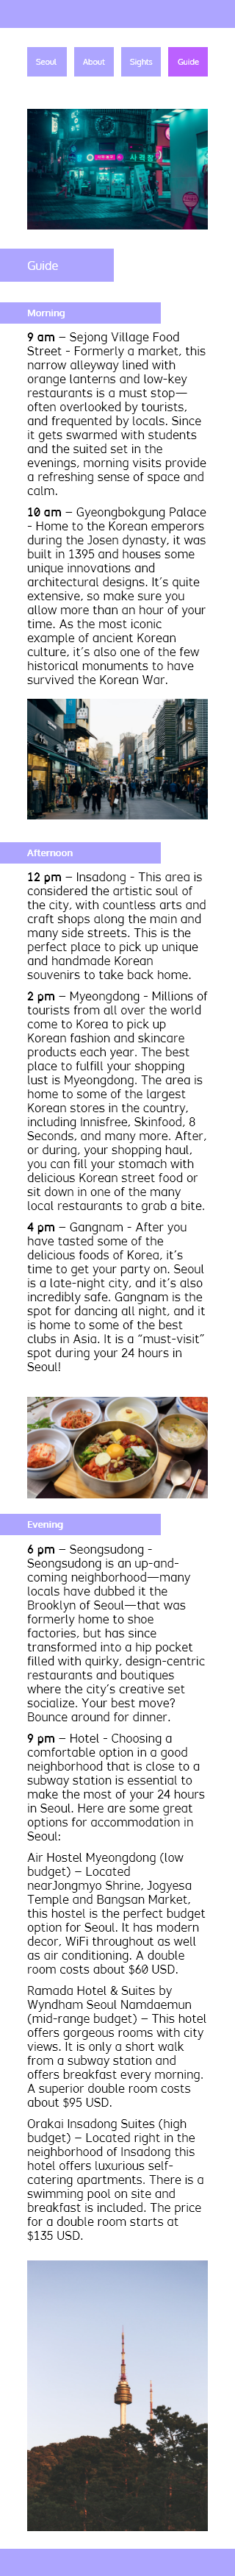 Seoul About Sights Guide
사격장
Guide
Morning
9 am – Sejong Village Food
Street - Formerly a market, this
narrow alleyway lined with
orange lanterns and low-key
restaurants is a must stop—
often overlooked by tourists,
and frequented by locals. Since
it gets swarmed with students
and the suited set in the
evenings, morning visits provide
a refreshing sense of space and
calm.
10 am – Gyeongbokgung Palace
- Home to the Korean emperors
during the Josen dynasty, it was
built in 1395 and houses some
unique innovations and
architectural designs. It's quite
extensive, so make sure you
allow more than an hour of your
time. As the most iconic
example of ancient Korean
culture, it's also one of the few
historical monuments to have
survived the Korean War.
Afternoon
12 pm – Insadong - This area is
considered the artistic soul of
the city, with countless arts and
craft shops along the main and
many side streets. This is the
perfect place to pick up unique
and handmade Korean
souvenirs to take back home.
2 pm – Myeongdong - Millions of
tourists from all over the world
come to Korea to pick up
Korean fashion and skincare
products each year. The best
place to fulfill your shopping
lust is Myeongdong. The area is
home to some of the largest
Korean stores in the country,
including Innisfree, Skinfood, 8
Seconds, and many more. After,
or during, your shopping haul,
you can fill your stomach with
delicious Korean street food or
sit down in one of the many
local restaurants to grab a bite.
4 pm – Gangnam - After you
have tasted some of the
delicious foods of Korea, it's
time to get your party on. Seoul
is a late-night city, and it's also
incredibly safe. Gangnam is the
spot for dancing all night, and it
is home to some of the best
clubs in Asia. It is a “must-visit”
spot during your 24 hours in
Seoul!
Evening
6 pm – Seongsudong -
Seongsudong is an up-and-
coming neighborhood—many
locals have dubbed it the
Brooklyn of Seoul—that was
formerly home to shoe
factories, but has since
transformed into a hip pocket
filled with quirky, design-centric
restaurants and boutiques
where the city's creative set
socialize. Your best move?
Bounce around for dinner.
9 pm – Hotel - Choosing a
comfortable option in a good
neighborhood that is close to a
subway station is essential to
make the most of your 24 hours
in Seoul. Here are some great
options for accommodation in
Seoul:
Air Hostel Myeongdong (low
budget) – Located
nearJongmyo Shrine, Jogyesa
Temple and Bangsan Market,
this hostel is the perfect budget
option for Seoul. It has modern
decor, WiFi throughout as well
as air conditioning. A double
room costs about $60 USD.
Ramada Hotel & Suites by
Wyndham Seoul Namdaemun
(mid-range budget) – This hotel
offers gorgeous rooms with city
views. It is only a short walk
from a subway station and
offers breakfast every morning.
A superior double room costs
about $95 USD.
Orakai Insadong Suites (high
budget) – Located right in the
neighborhood of Insadong this
hotel offers luxurious self-
catering apartments. There is a
swimming pool on site and
breakfast is included. The price
for a double room starts at
$135 USD.